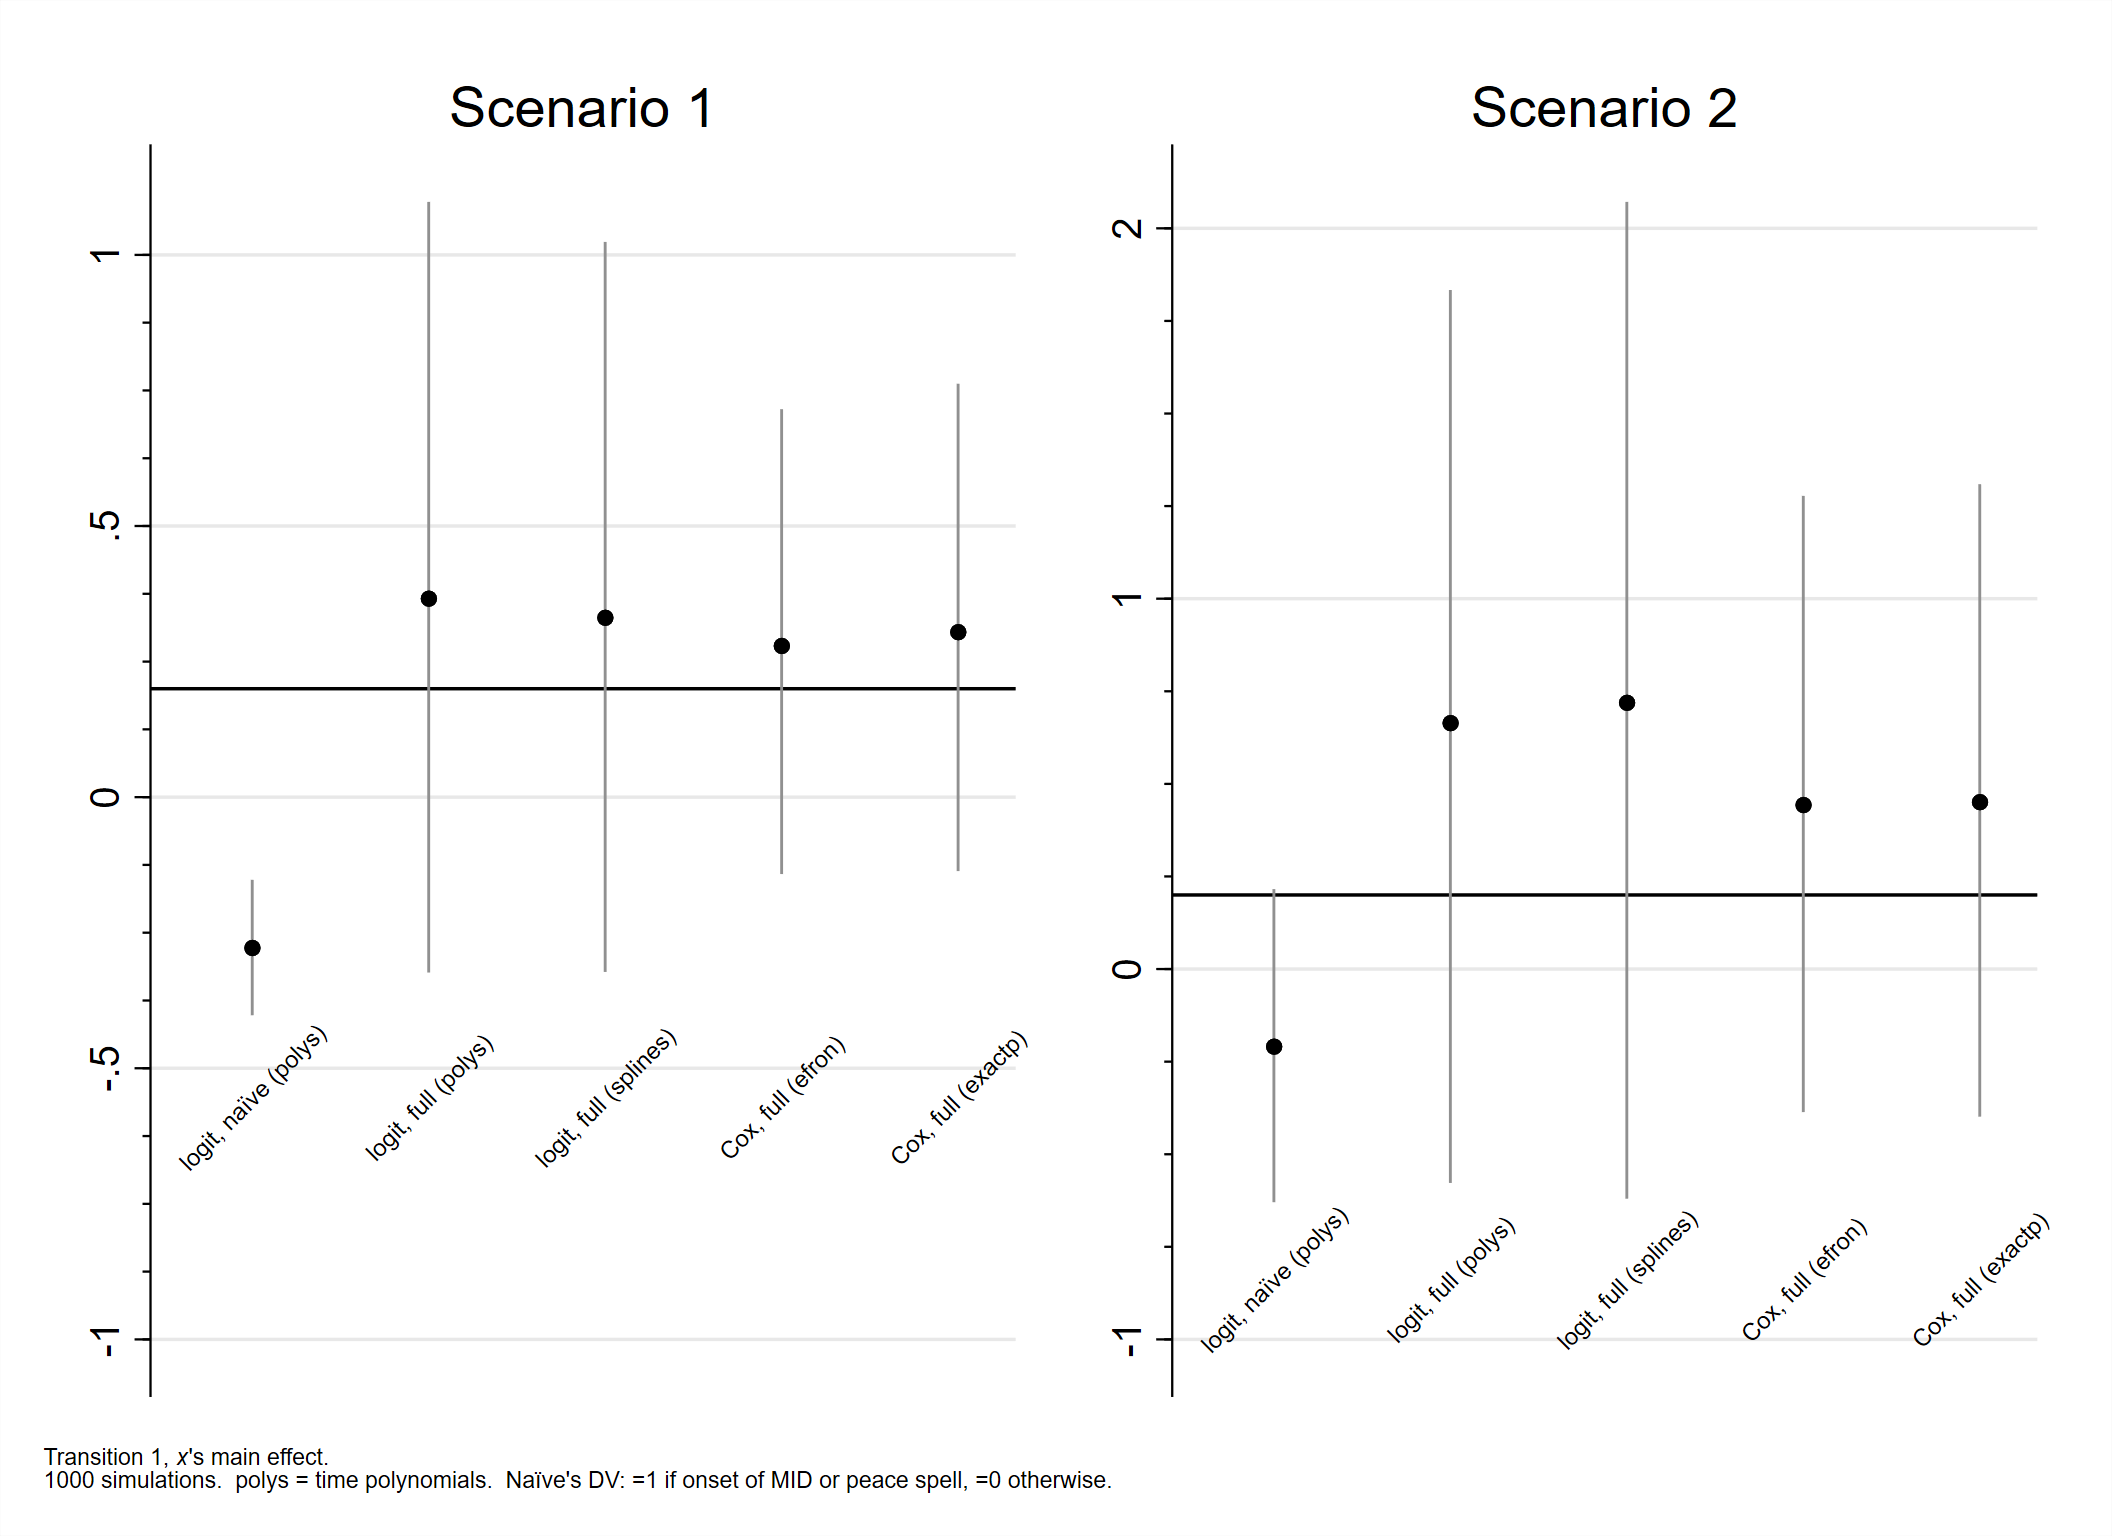 Scenario 1
1
.5
0
-.5
-1
logit, naïve (polys)
logit, full (polys)
logit, full (splines)
Cox, full (efron)
Cox, full (exactp)
Scenario 2
2
1
0
-1
logit, naïve (polys)
logit, full (polys)
logit, full (splines)
Cox, full (efron)
Cox, full (exactp)
Transition 1, x's main effect.
1000 simulations.  polys = time polynomials.  Naïve's DV: =1 if onset of MID or peace spell, =0 otherwise.